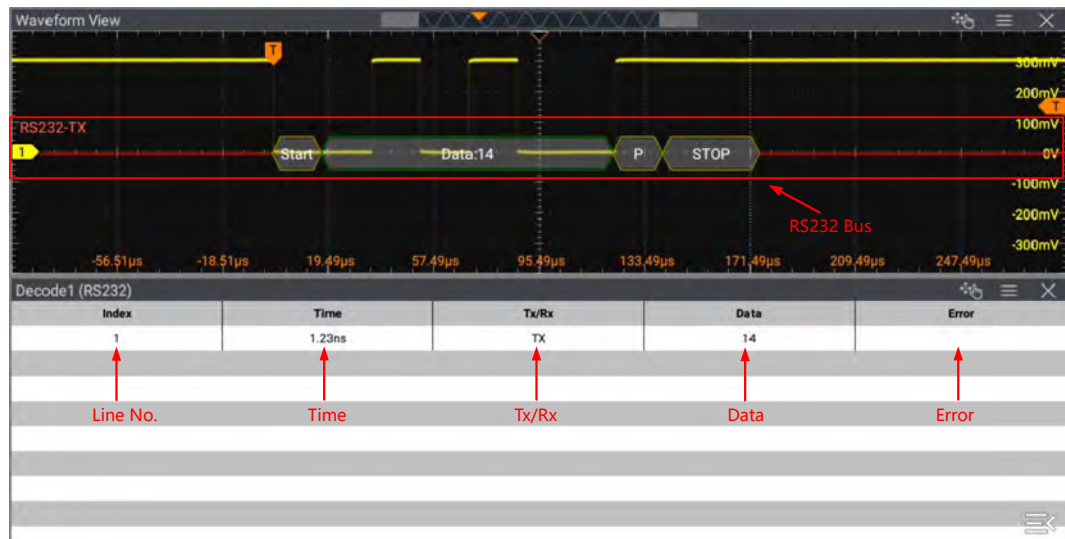 Waveform View
T
300mV
200mV
T
RS232-TX
100mV
1
Start
Data:14
P
STOP
0V
-100mV
RS232 Bus
-200mV
-300mV
-56.51µs -18.51µs 19.49µs 57.49µs 95.49µs 133.49µs 171.49µs 209.49µs 247.49µs
Decode1 (RS232)
Index Time Tx/Rx Data Error
1 1.23ns TX 14
Line No. Time Tx/Rx Data Error